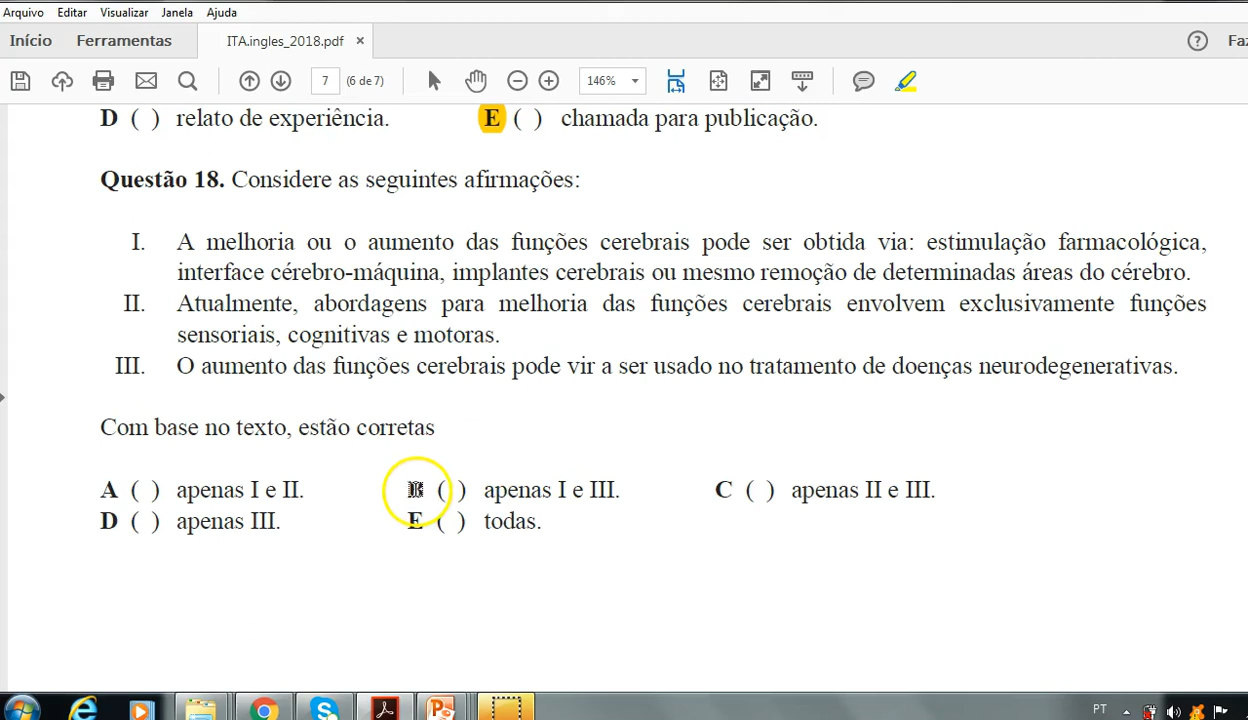 Arquivo Editar Visualizar Janela Ajuda
Início Ferramentas ITA.ingles_2018.pdf ×
7 (6 de 7) 146% ?
D ( ) relato de experiência. E ( ) chamada para publicação.
Questão 18. Considere as seguintes afirmações:
I. A melhoria ou o aumento das funções cerebrais pode ser obtida via: estimulação farmacológica,
interface cérebro-máquina, implantes cerebrais ou mesmo remoção de determinadas áreas do cérebro.
II. Atualmente, abordagens para melhoria das funções cerebrais envolvem exclusivamente funções
sensoriais, cognitivas e motoras.
III. O aumento das funções cerebrais pode vir a ser usado no tratamento de doenças neurodegenerativas.
Com base no texto, estão corretas
A ( ) apenas I e II. B ( ) apenas I e III. C ( ) apenas II e III.
D ( ) apenas III. E ( ) todas.
PT